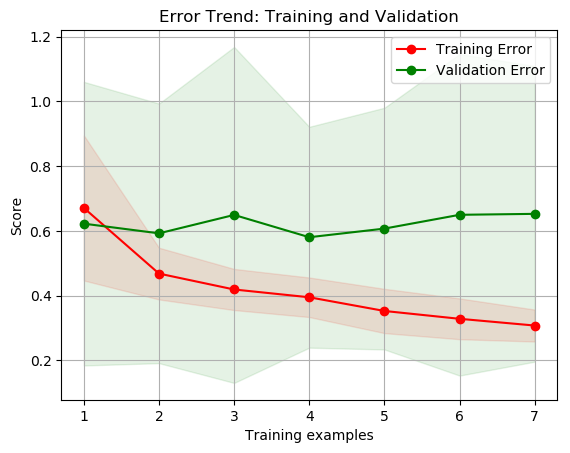 Error Trend: Training and Validation
Training Error
Validation Error
Score
1.2
1.0
0.8
0.6
0.4
0.2
1 2 3 4 5 6 7
Training examples